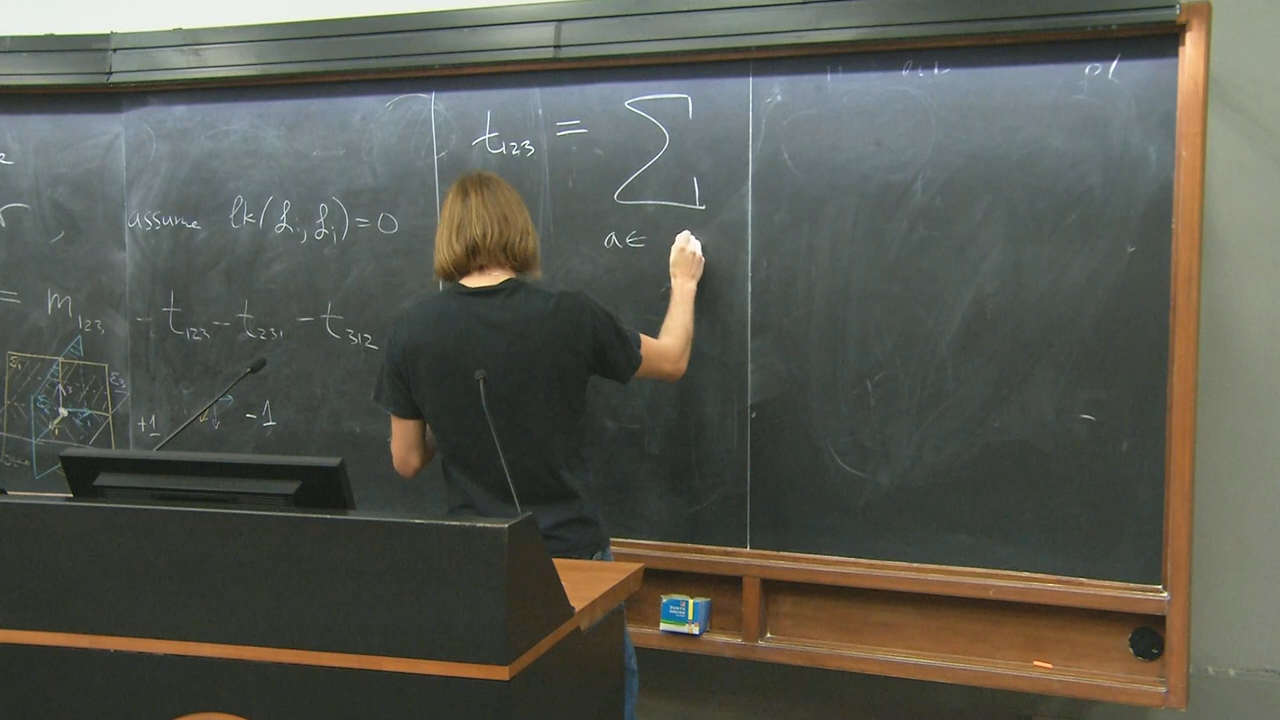 assume lk(ℒᵢ, ℒⱼ) = 0
= m₁₂₃ - t₁₂₃ - t₂₃₁ - t₃₁₂
+1 -1
t₁₂₃ = ∑
a ∈